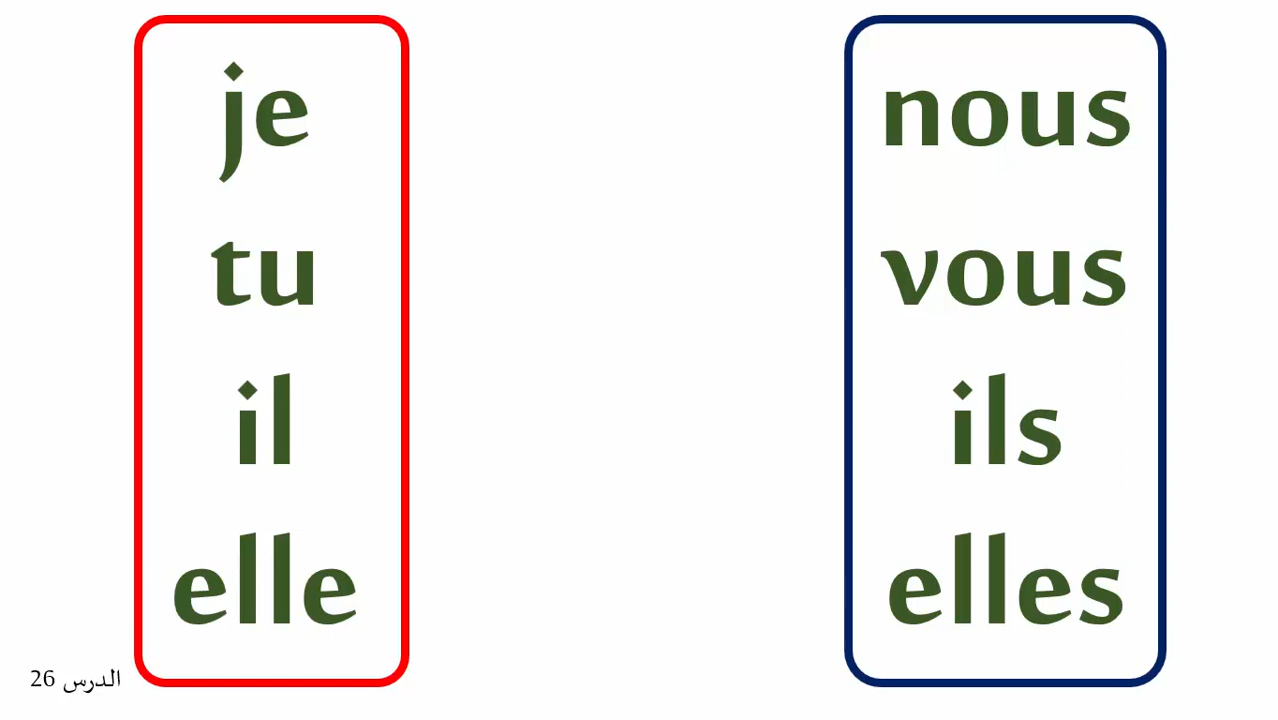 je
tu
il
elle
nous
vous
ils
elles
الدرس 26